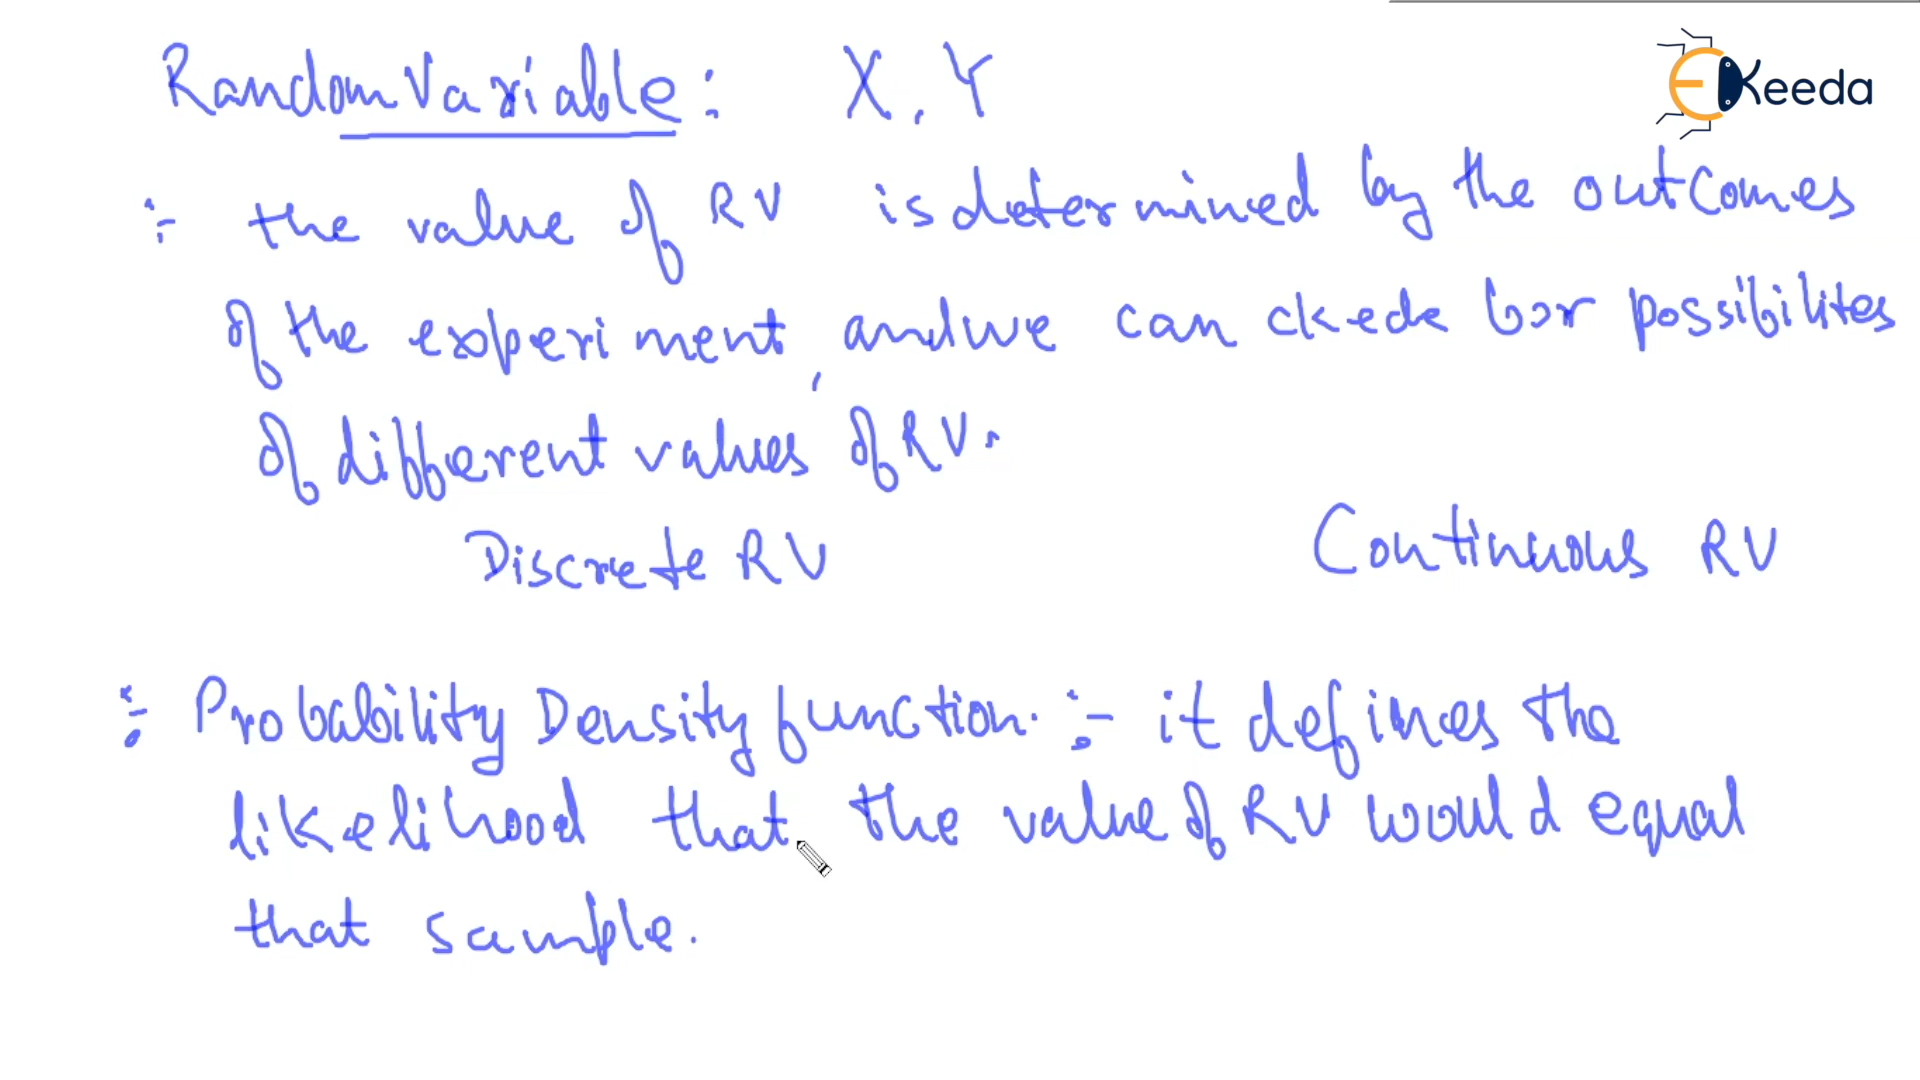 Random Variable : X, Y
EKeeda
:- the value of RV is determined by the outcomes
of the experiment, and we can for possibilites
of different values of RV.
Discrete RV Continuous RV
:- Probability Density function. :- it defines the
likelihood that the value of RV would equal
that sample.